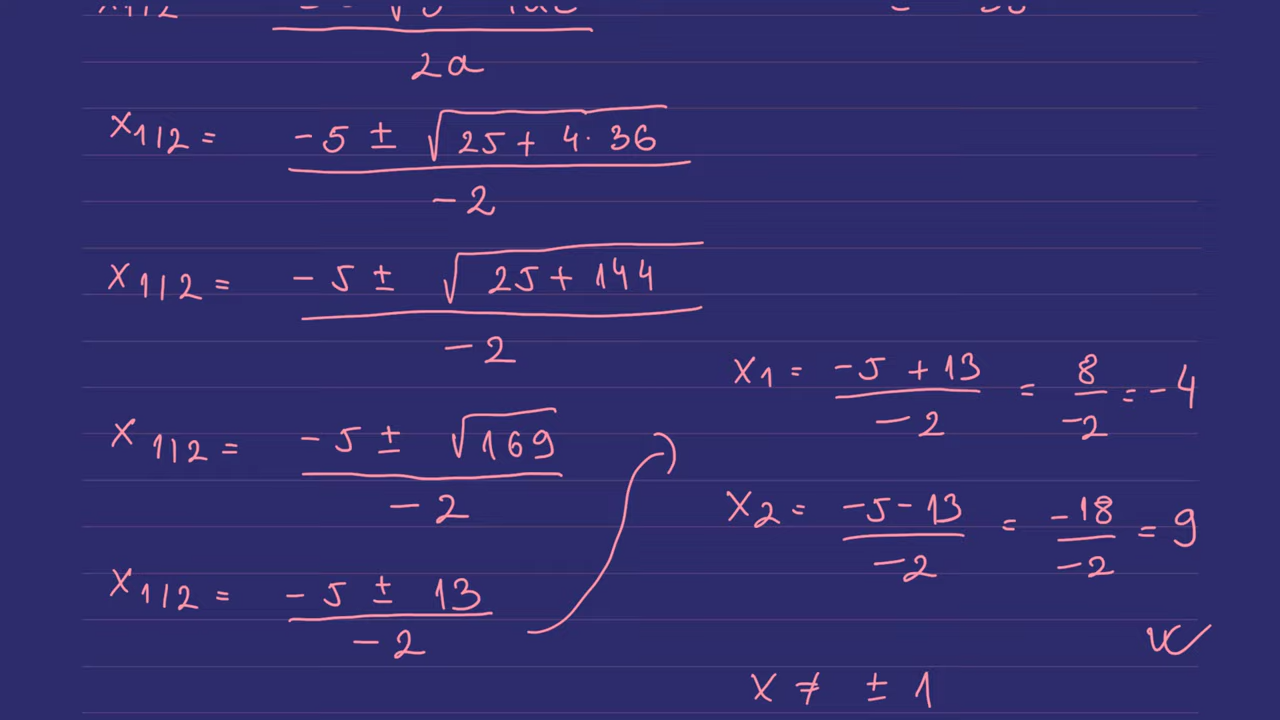 2a
x1/2 = (-5 ± √(25 + 4·36)) / -2
x1/2 = (-5 ± √(25 + 144)) / -2
x1/2 = (-5 ± √169) / -2
x1/2 = (-5 ± 13) / -2
x1 = (-5 + 13) / -2 = 8 / -2 = -4
x2 = (-5 - 13) / -2 = -18 / -2 = 9
x ≠ ± 1